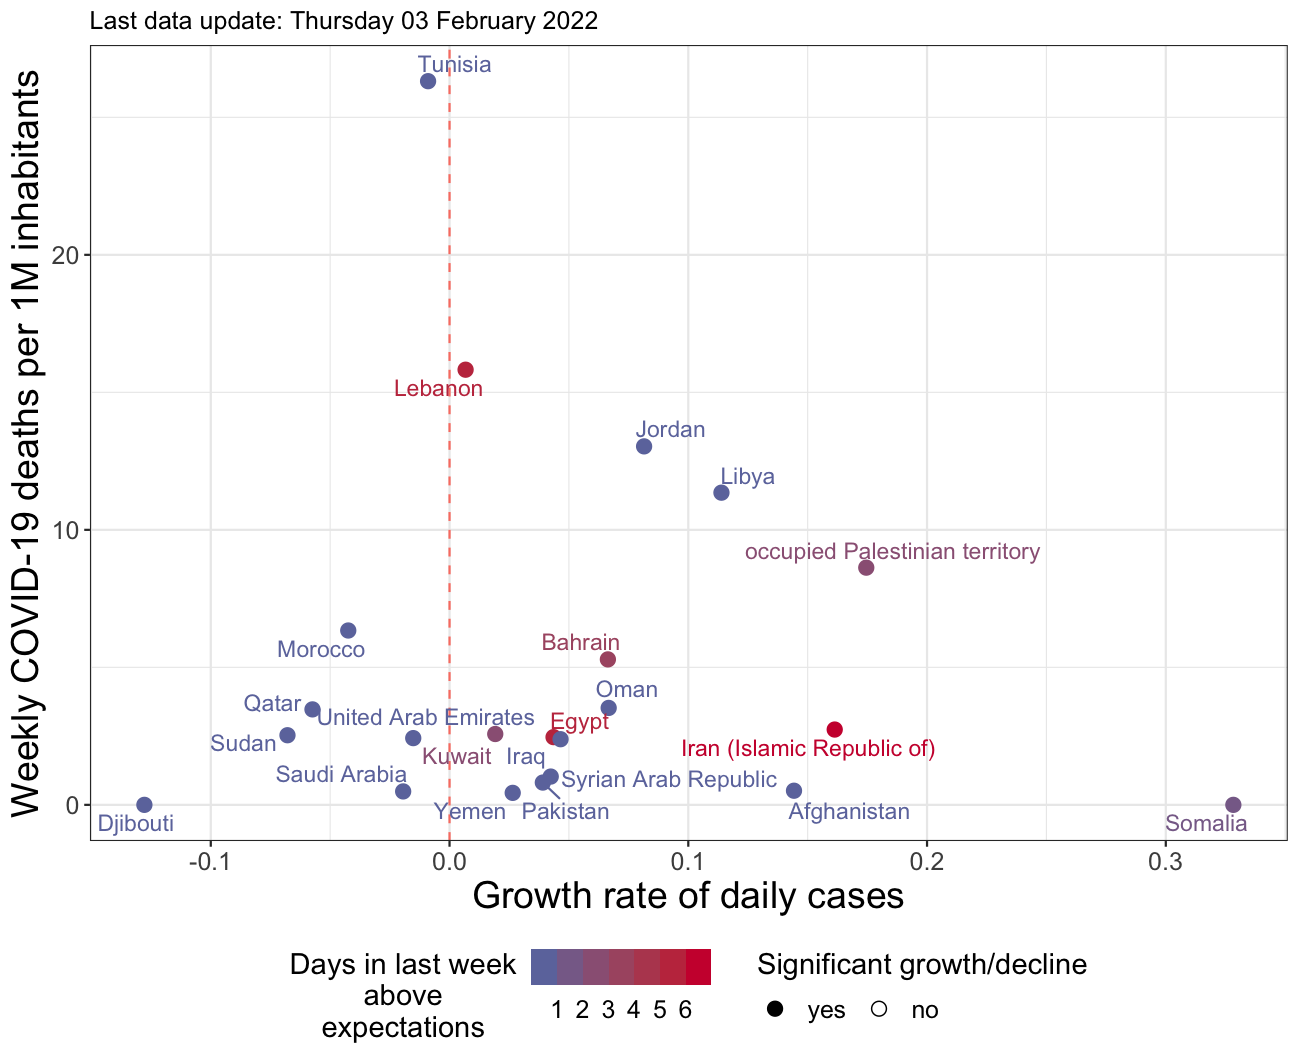 Last data update: Thursday 03 February 2022
Weekly COVID-19 deaths per 1M inhabitants
20
10
0
Tunisia
Lebanon
Jordan
Libya
occupied Palestinian territory
Morocco
Bahrain
Oman
Qatar
United Arab Emirates
Egypt
Sudan
Kuwait
Iraq
Iran (Islamic Republic of)
Saudi Arabia
Syrian Arab Republic
Yemen
Pakistan
Afghanistan
Djibouti
Somalia
-0.1
0.0
0.1
0.2
0.3
Growth rate of daily cases
Days in last week
above
expectations
1 2 3 4 5 6
Significant growth/decline
yes
no